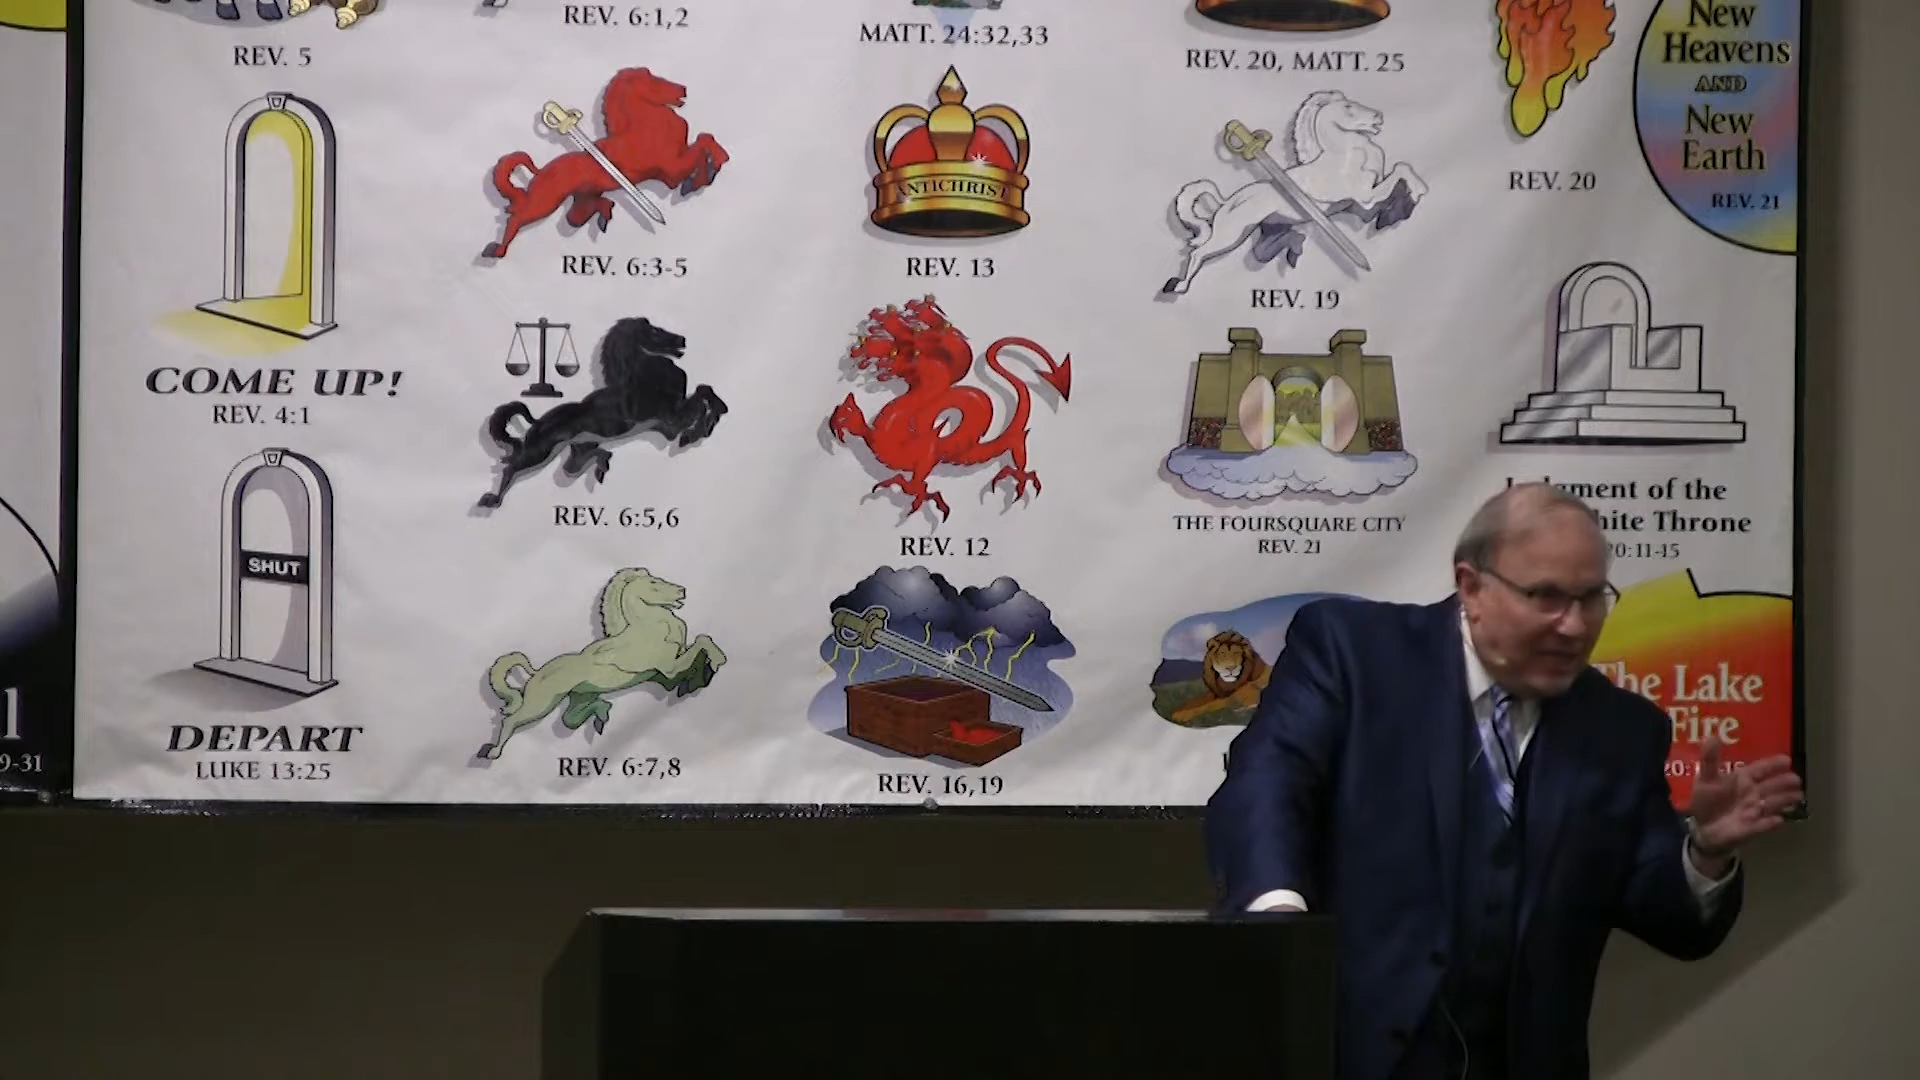 REV. 5
COME UP!
REV. 4:1
SHUT
DEPART
LUKE 13:25
9-31
REV. 6:1,2
REV. 6:3-5
REV. 6:5,6
REV. 6:7,8
MATT. 24:32,33
ANTICHRIST
REV. 13
REV. 12
REV. 16,19
REV. 20, MATT. 25
REV. 19
THE FOURSQUARE CITY
REV. 21
REV. 20
of the
Throne
20:11-15
New
Heavens
AND
New
Earth
REV. 21
The Lake
Fire